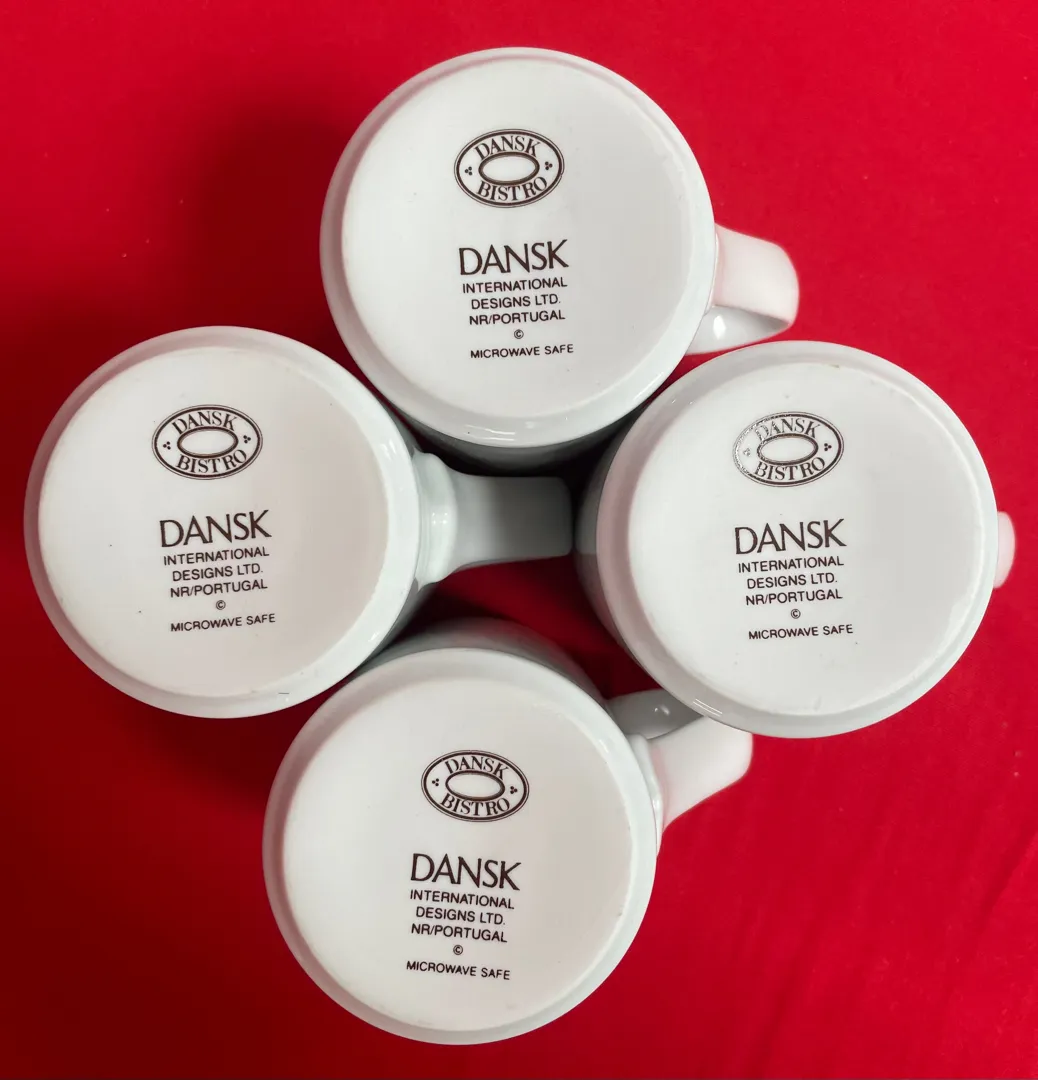 DANSK
BISTRO
DANSK
INTERNATIONAL
DESIGNS LTD.
NR/PORTUGAL
©
MICROWAVE SAFE
DANSK
BISTRO
DANSK
INTERNATIONAL
DESIGNS LTD.
NR/PORTUGAL
©
MICROWAVE SAFE
DANSK
BISTRO
DANSK
INTERNATIONAL
DESIGNS LTD.
NR/PORTUGAL
©
MICROWAVE SAFE
DANSK
BISTRO
DANSK
INTERNATIONAL
DESIGNS LTD.
NR/PORTUGAL
©
MICROWAVE SAFE